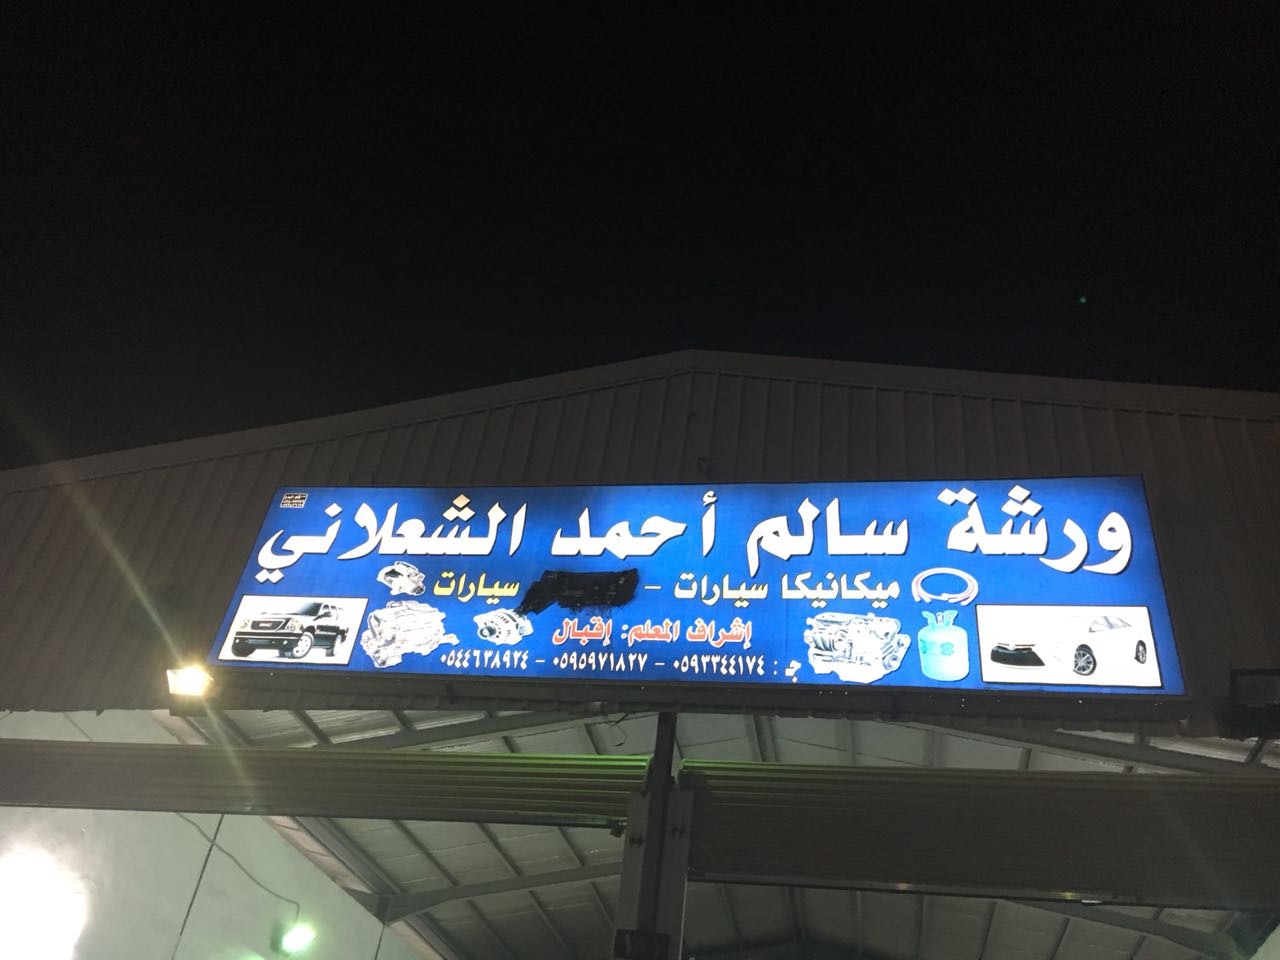 ورشة سالم أحمد الشعلاني
ميكانيكا سيارات - سيارات
إشراف المعلم: إقبال
ج: ٠٥٩٣٣٤٤١٧٤ - ٠٥٩٥٩٧١٨٢٧ - ٠٥٤٤٦٣٨٩٢٤